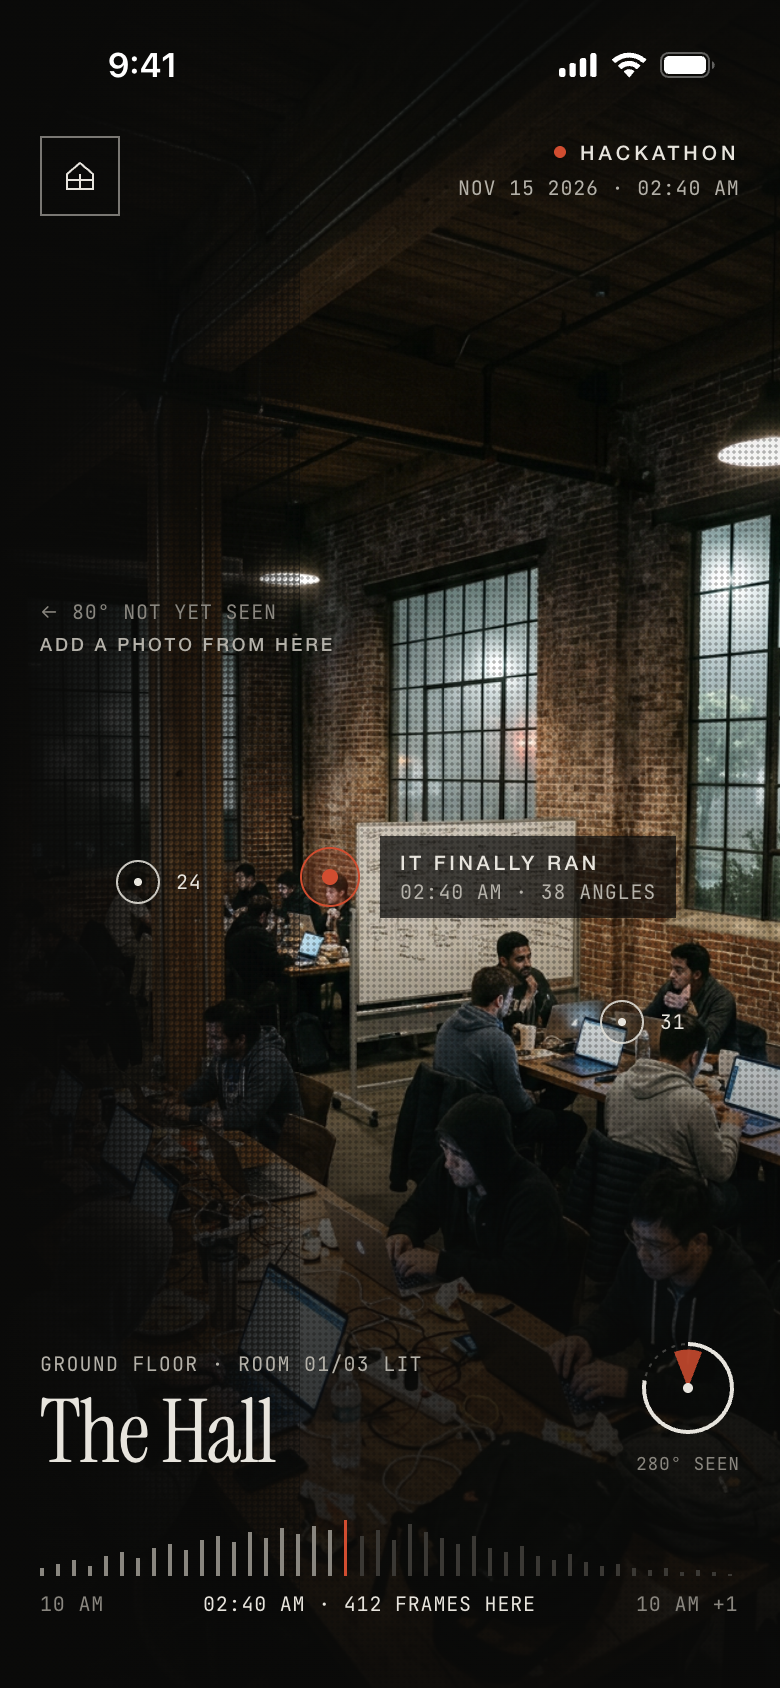 9:41
HACKATHON
NOV 15 2026 · 02:40 AM
← 80° NOT YET SEEN
ADD A PHOTO FROM HERE
24
IT FINALLY RAN
02:40 AM · 38 ANGLES
31
GROUND FLOOR · ROOM 01/03 LIT
The Hall
280° SEEN
10 AM
02:40 AM · 412 FRAMES HERE
10 AM +1